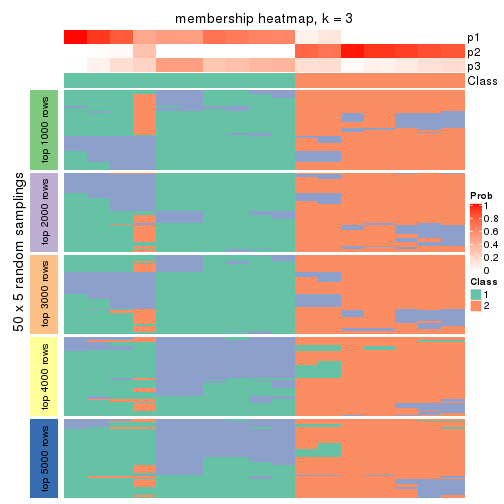 membership heatmap, k = 3
p1
p2
p3
Class
50 x 5 random samplings
top 1000 rows
top 2000 rows
top 3000 rows
top 4000 rows
top 5000 rows
Prob
1
0.8
0.6
0.4
0.2
0
Class
1
2